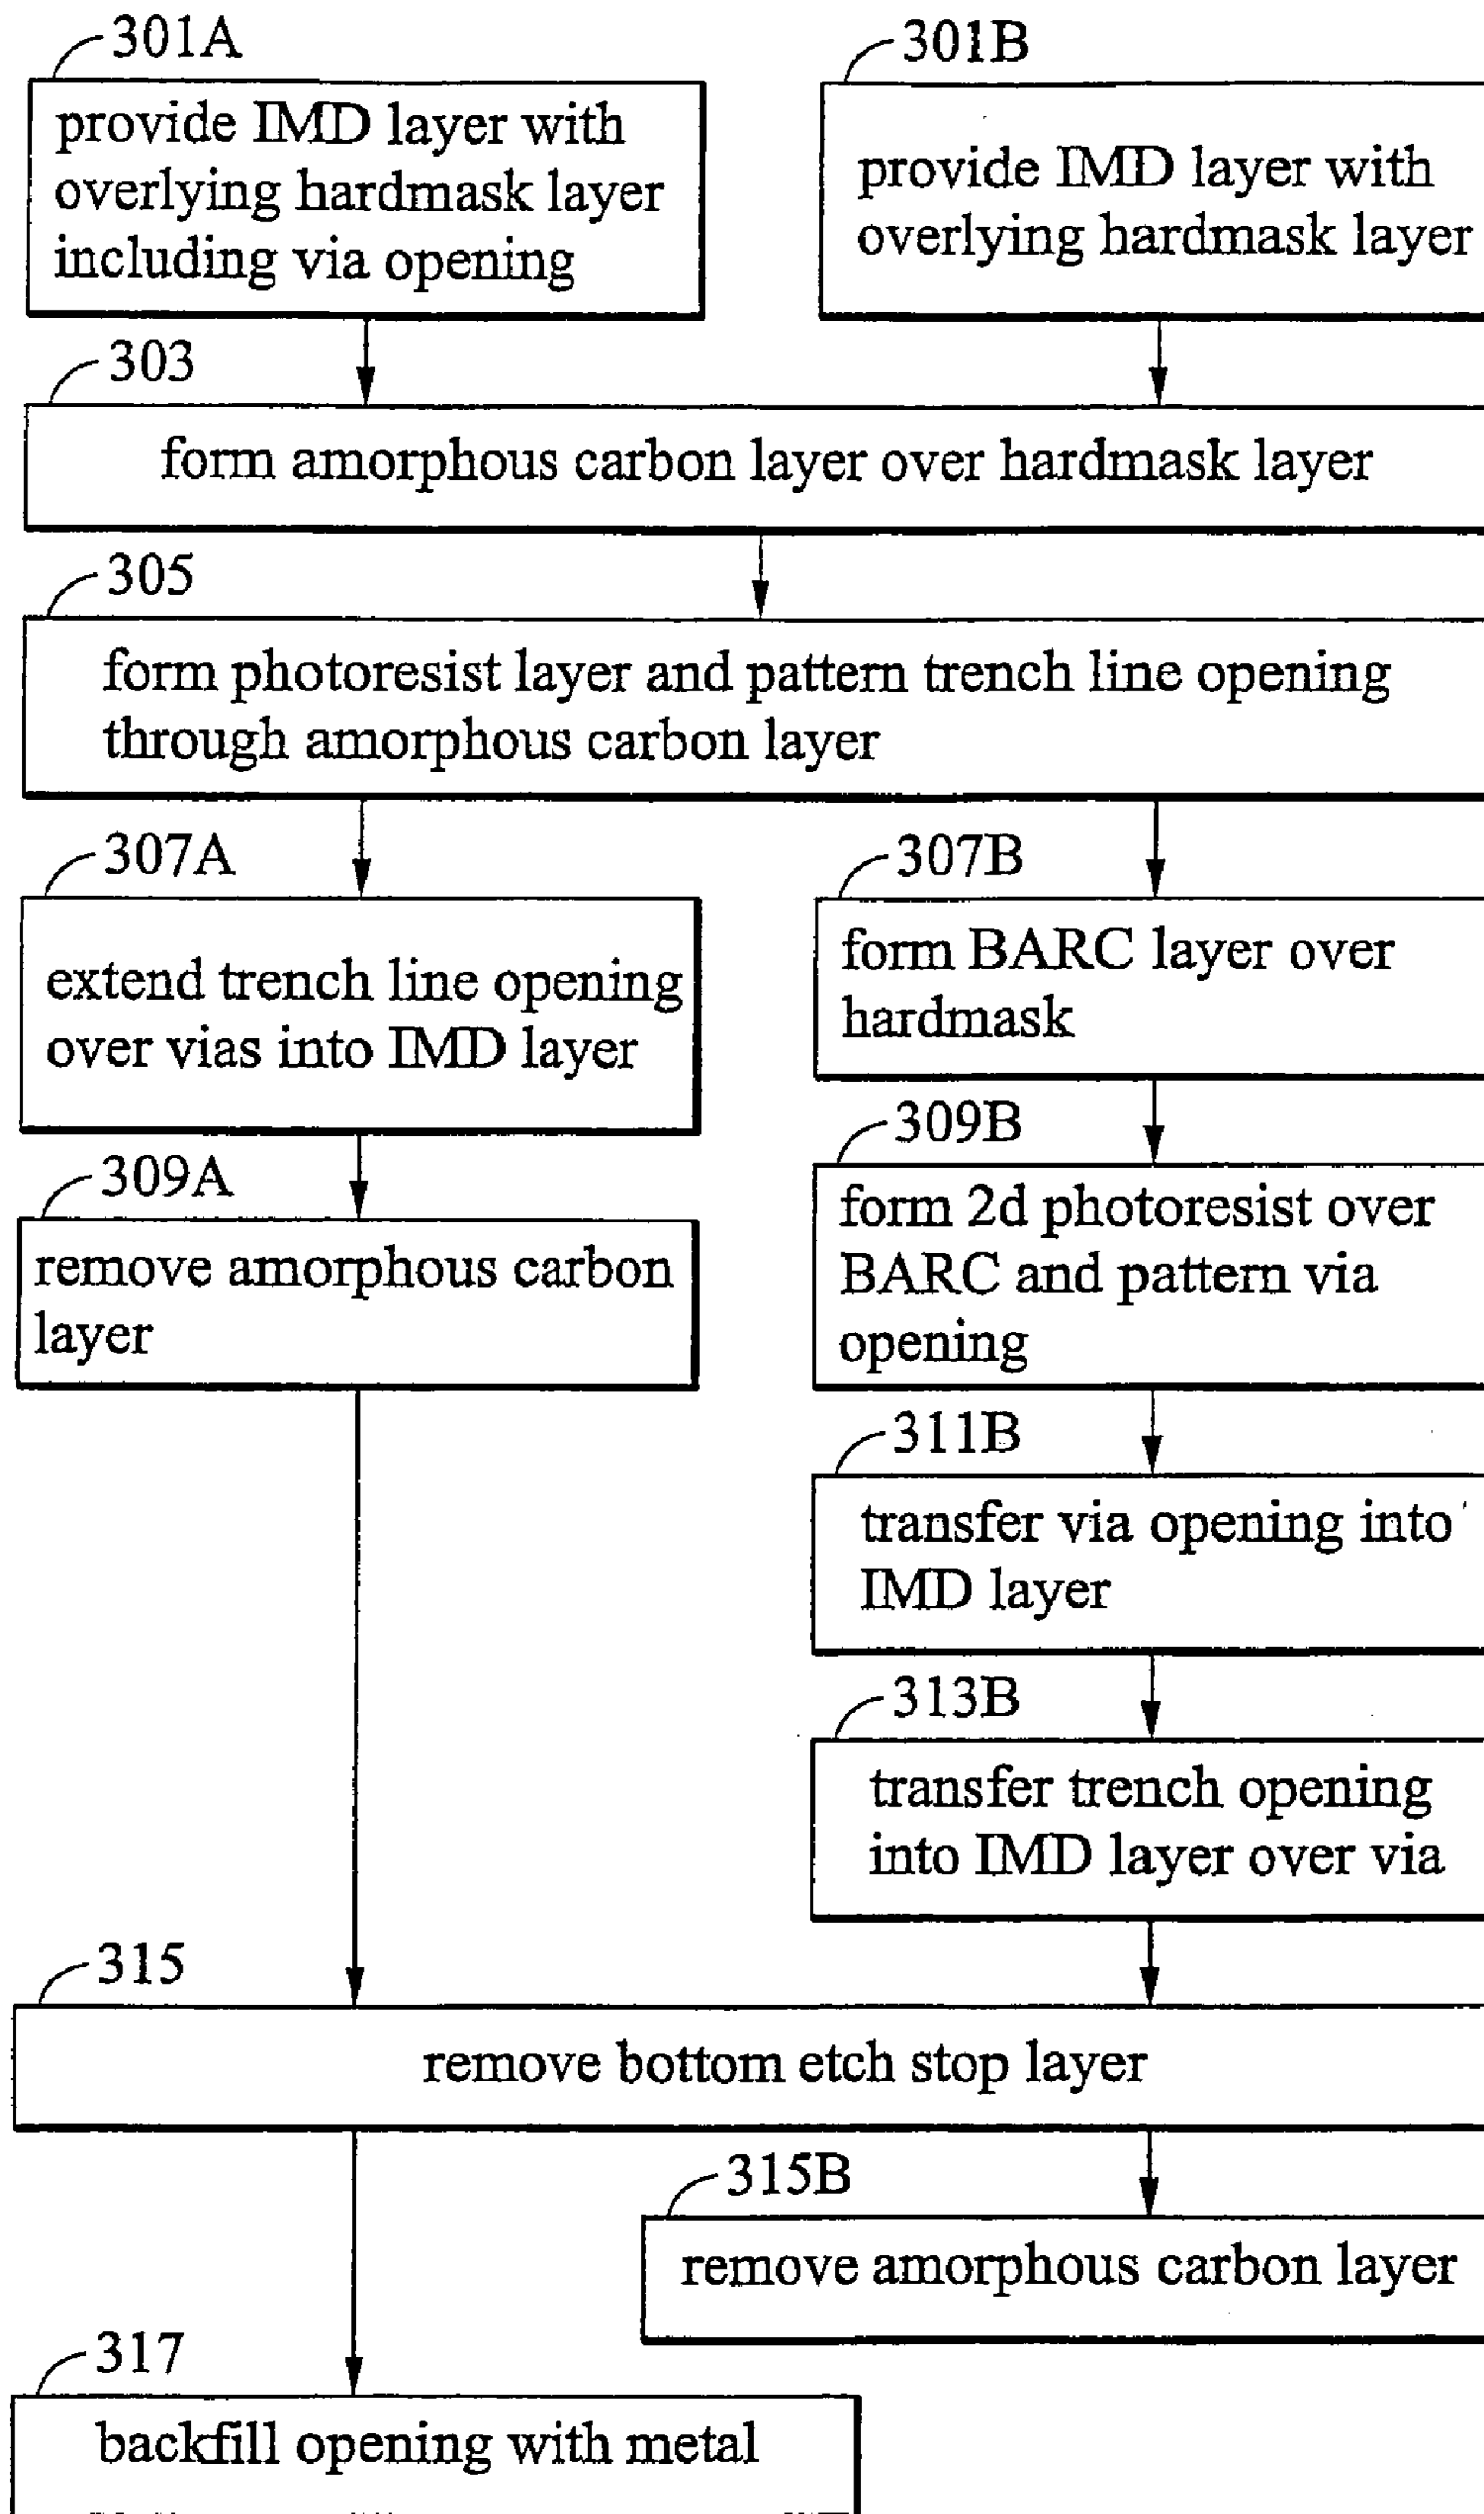 301A
provide IMD layer with
overlying hardmask layer
including via opening
301B
provide IMD layer with
overlying hardmask layer
303
form amorphous carbon layer over hardmask layer
305
form photoresist layer and pattern trench line opening
through amorphous carbon layer
307A
extend trench line opening
over vias into IMD layer
309A
remove amorphous carbon
layer
307B
form BARC layer over
hardmask
309B
form 2d photoresist over
BARC and pattern via
opening
311B
transfer via opening into
IMD layer
313B
transfer trench opening
into IMD layer over via
315
remove bottom etch stop layer
315B
remove amorphous carbon layer
317
backfill opening with metal